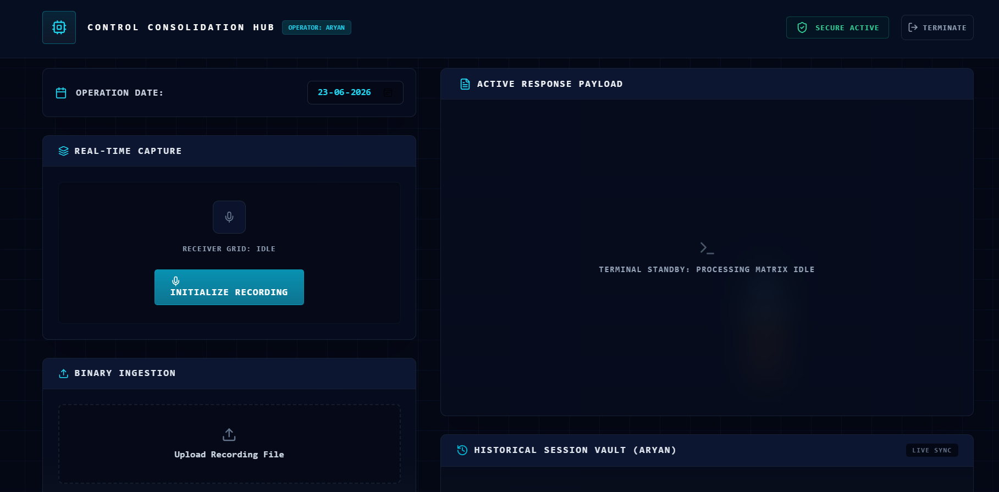 CONTROL CONSOLIDATION HUB
OPERATOR: ARYAN
SECURE ACTIVE
TERMINATE
OPERATION DATE:
23-06-2026
REAL-TIME CAPTURE
RECEIVER GRID: IDLE
INITIALIZE RECORDING
BINARY INGESTION
Upload Recording File
ACTIVE RESPONSE PAYLOAD
TERMINAL STANDBY: PROCESSING MATRIX IDLE
HISTORICAL SESSION VAULT (ARYAN)
LIVE SYNC